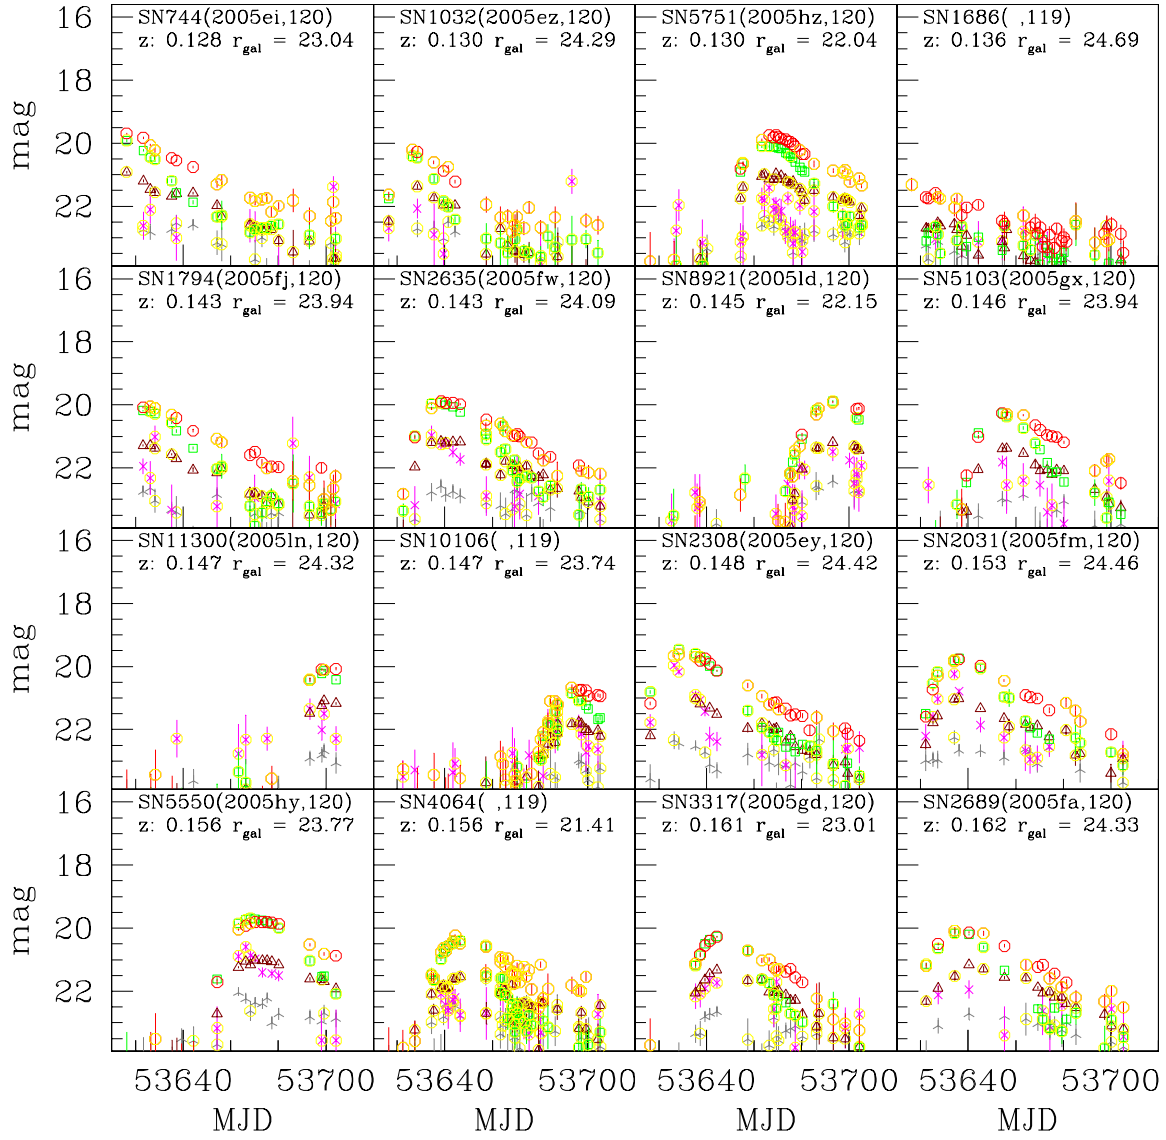 SN744(2005ei,120)
z: 0.128 r_gal = 23.04
SN1032(2005ez,120)
z: 0.130 r_gal = 24.29
SN5751(2005hz,120)
z: 0.130 r_gal = 22.04
SN1686( ,119)
z: 0.136 r_gal = 24.69
16
18
20
22
mag
SN1794(2005fj,120)
z: 0.143 r_gal = 23.94
SN2635(2005fw,120)
z: 0.143 r_gal = 24.09
SN8921(2005ld,120)
z: 0.145 r_gal = 22.15
SN5103(2005gx,120)
z: 0.146 r_gal = 23.94
16
18
20
22
mag
SN11300(2005ln,120)
z: 0.147 r_gal = 24.32
SN10106( ,119)
z: 0.147 r_gal = 23.74
SN2308(2005ey,120)
z: 0.148 r_gal = 24.42
SN2031(2005fm,120)
z: 0.153 r_gal = 24.46
16
18
20
22
mag
SN5550(2005hy,120)
z: 0.156 r_gal = 23.77
SN4064( ,119)
z: 0.156 r_gal = 21.41
SN3317(2005gd,120)
z: 0.161 r_gal = 23.01
SN2689(2005fa,120)
z: 0.162 r_gal = 24.33
16
18
20
22
mag
53640 53700 53640 53700 53640 53700 53640 53700
MJD MJD MJD MJD